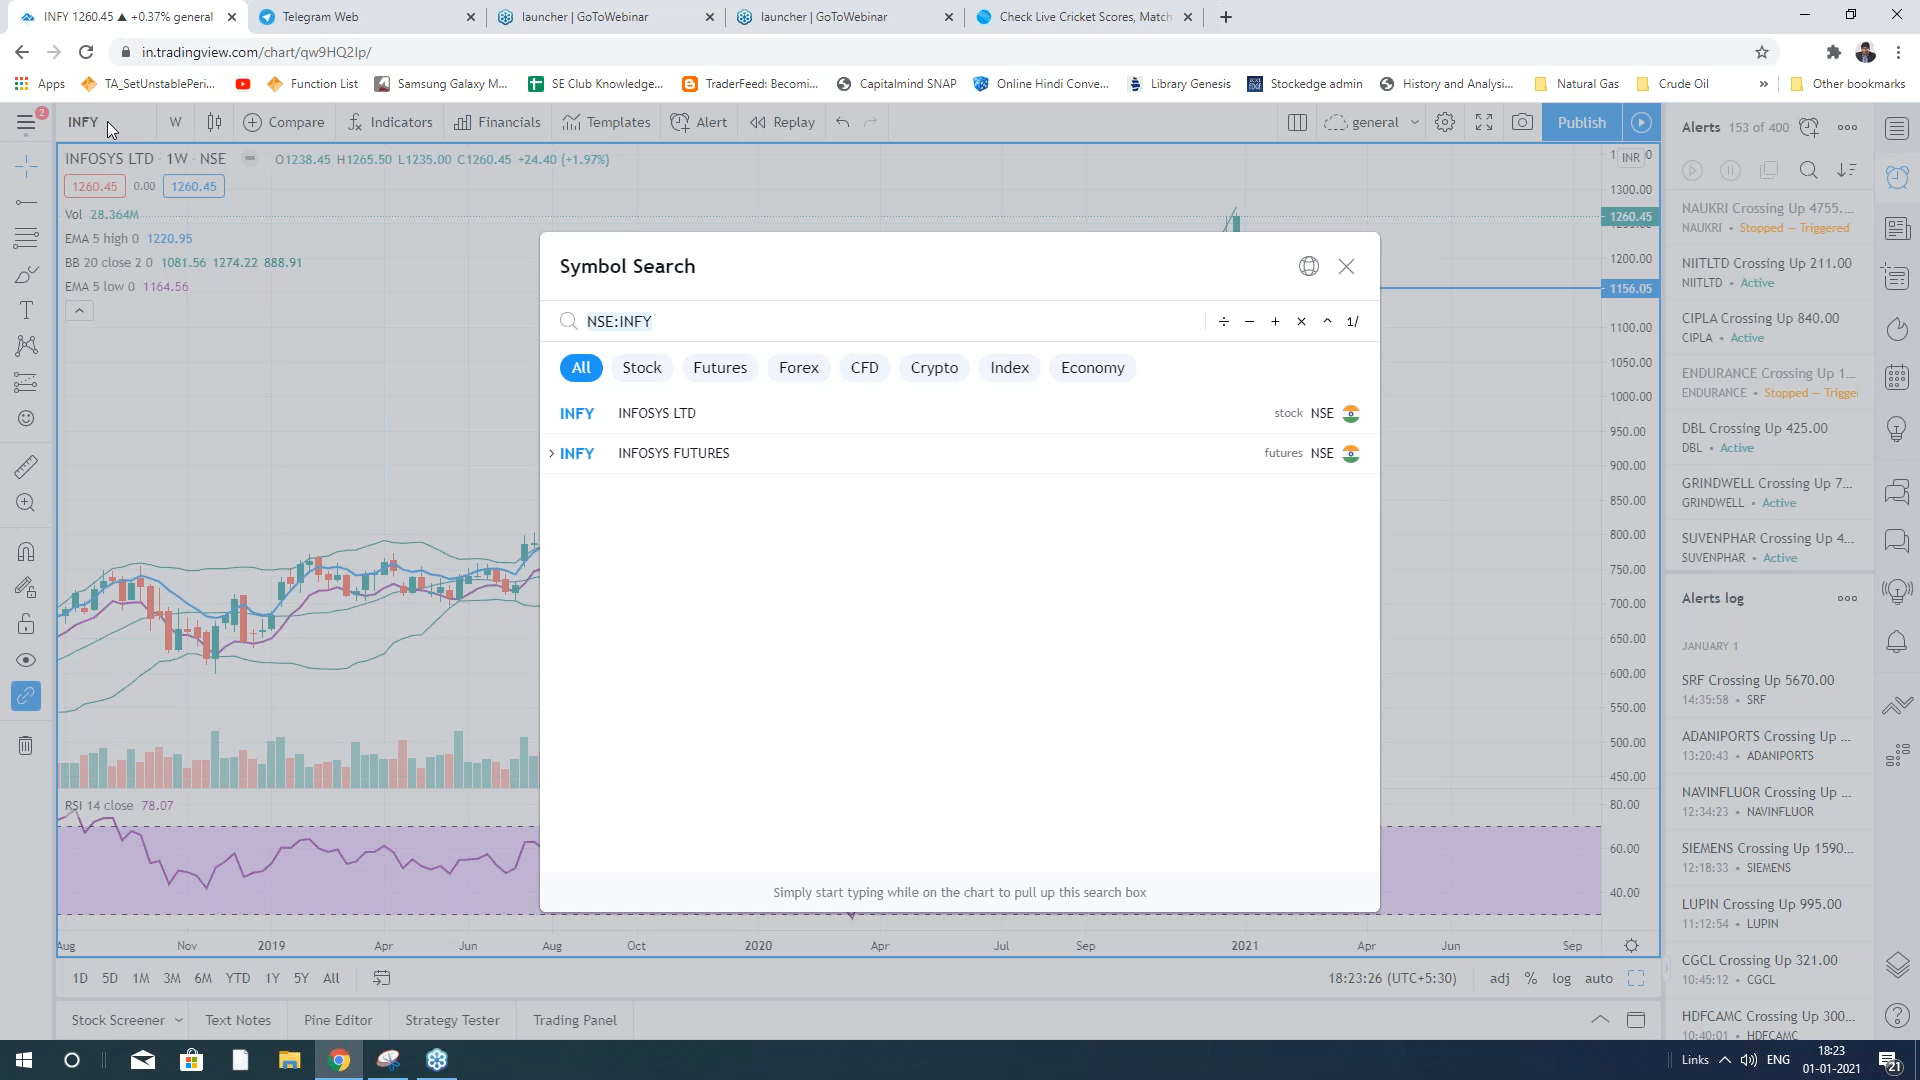 INFY 1260.45 ▲ +0.37% general
Telegram Web
launcher | GoToWebinar
launcher | GoToWebinar
Check Live Cricket Scores, Match
in.tradingview.com/chart/qw9HQ2Ip/
Apps
TA_SetUnstablePeri...
Function List
Samsung Galaxy M...
SE Club Knowledge...
TraderFeed: Becomi...
Capitalmind SNAP
Online Hindi Conve...
Library Genesis
Stockedge admin
History and Analysi...
Natural Gas
Crude Oil
»
Other bookmarks
2
INFY
W
Compare
Indicators
Financials
Templates
Alert
Replay
general
Publish
INFOSYS LTD · 1W · NSE
O1238.45 H1265.50 L1235.00 C1260.45 +24.40 (+1.97%)
1260.45 0.00 1260.45
Vol 28.364M
EMA 5 high 0 1220.95
BB 20 close 2 0 1081.56 1274.22 888.91
EMA 5 low 0 1164.56
Symbol Search
NSE:INFY
÷ − + × ^ 1/
All Stock Futures Forex CFD Crypto Index Economy
INFY INFOSYS LTD stock NSE
INFY INFOSYS FUTURES futures NSE
Simply start typing while on the chart to pull up this search box
INR
1300.00
1260.45
1200.00
1156.05
1100.00
1050.00
1000.00
950.00
900.00
850.00
800.00
750.00
700.00
650.00
600.00
550.00
500.00
450.00
RSI 14 close 78.07
80.00
60.00
40.00
Aug Nov 2019 Apr Jun Aug Oct 2020 Apr Jul Sep 2021 Apr Jun Sep
1D 5D 1M 3M 6M YTD 1Y 5Y All
18:23:26 (UTC+5:30)
adj % log auto
Stock Screener
Text Notes
Pine Editor
Strategy Tester
Trading Panel
Alerts 153 of 400
NAUKRI Crossing Up 4755....
NAUKRI • Stopped — Triggered
NIITLTD Crossing Up 211.00
NIITLTD • Active
CIPLA Crossing Up 840.00
CIPLA • Active
ENDURANCE Crossing Up 1...
ENDURANCE • Stopped — Trigge
DBL Crossing Up 425.00
DBL • Active
GRINDWELL Crossing Up 7...
GRINDWELL • Active
SUVENPHAR Crossing Up 4...
SUVENPHAR • Active
Alerts log
JANUARY 1
SRF Crossing Up 5670.00
14:35:58 • SRF
ADANIPORTS Crossing Up ...
13:20:43 • ADANIPORTS
NAVINFLUOR Crossing Up ...
12:34:23 • NAVINFLUOR
SIEMENS Crossing Up 1590...
12:18:33 • SIEMENS
LUPIN Crossing Up 995.00
11:12:54 • LUPIN
CGCL Crossing Up 321.00
10:45:12 • CGCL
HDFCAMC Crossing Up 300...
10:40:01 • HDFCAMC
Links
ENG
18:23
01-01-2021
21